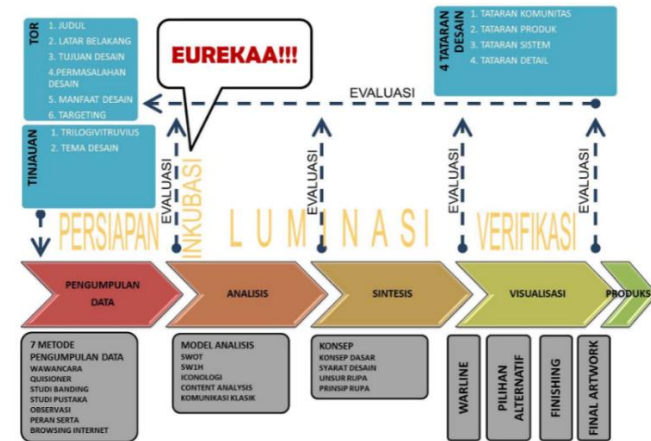 TOR
1. JUDUL
2. LATAR BELAKANG
3. TUJUAN DESAIN
4.PERMASALAHAN
DESAIN
5. MANFAAT DESAIN
6. TARGETING
EUREKAA!!!
4 TATARAN
DESAIN
1. TATARAN KOMUNITAS
2. TATARAN PRODUK
3. TATARAN SISTEM
4. TATARAN DETAIL
EVALUASI
TINJAUAN
1. TRILOGIVITRUVIUS
2. TEMA DESAIN
EVALUASI
EVALUASI
EVALUASI
EVALUASI
PERSIAPAN
INKUBASI
LUMINASI
VERIFIKASI
PENGUMPULAN
DATA
ANALISIS
SINTESIS
VISUALISASI
PRODUKSI
7 METODE
PENGUMPULAN DATA
WAWANCARA
QUISIONER
STUDI BANDING
STUDI PUSTAKA
OBSERVASI
PERAN SERTA
BROWSING INTERNET
MODEL ANALISIS
SWOT
5W1H
ICONOLOGI
CONTENT ANALYSIS
KOMUNIKASI KLASIK
KONSEP
KONSEP DASAR
SYARAT DESAIN
UNSUR RUPA
PRINSIP RUPA
WARLINE
PILIHAN
ALTERNATIF
FINISHING
FINAL ARTWORK